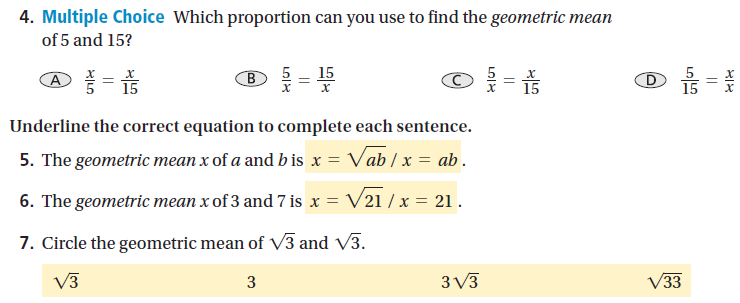 4. Multiple Choice Which proportion can you use to find the geometric mean
of 5 and 15?
A x/5 = x/15 B 5/x = 15/x C 5/x = x/15 D 5/15 = x/x
Underline the correct equation to complete each sentence.
5. The geometric mean x of a and b is x = √ab / x = ab.
6. The geometric mean x of 3 and 7 is x = √21 / x = 21.
7. Circle the geometric mean of √3 and √3.
√3 3 3√3 √33